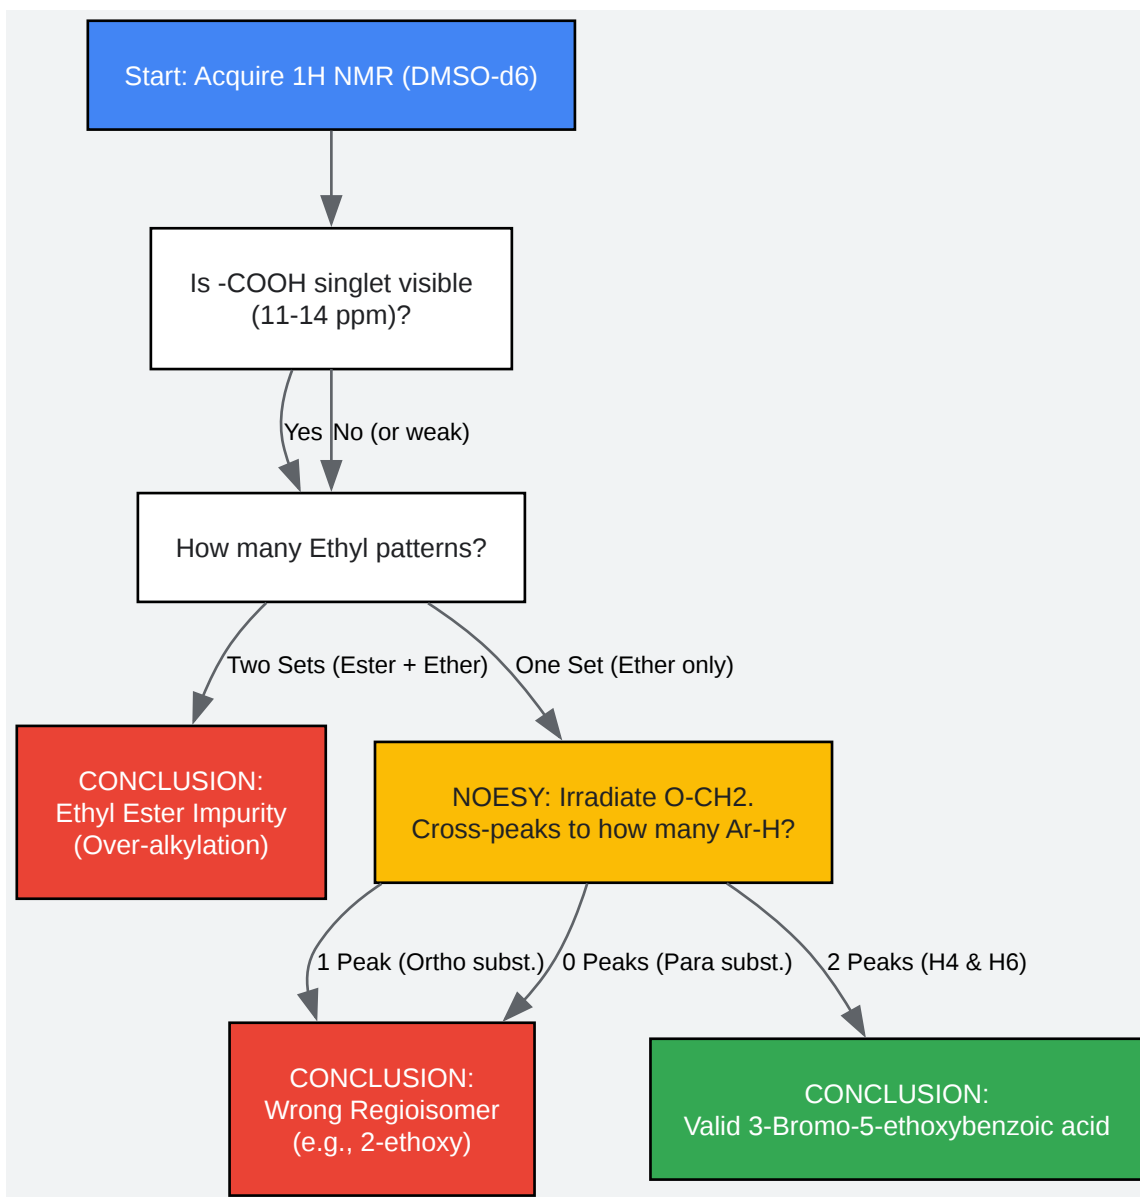 Start: Acquire 1H NMR (DMSO-d6)
Is -COOH singlet visible
(11-14 ppm)?
Yes
No (or weak)
How many Ethyl patterns?
Two Sets (Ester + Ether)
One Set (Ether only)
CONCLUSION:
Ethyl Ester Impurity
(Over-alkylation)
NOESY: Irradiate O-CH2.
Cross-peaks to how many Ar-H?
1 Peak (Ortho subst.)
0 Peaks (Para subst.)
2 Peaks (H4 & H6)
CONCLUSION:
Wrong Regioisomer
(e.g., 2-ethoxy)
CONCLUSION:
Valid 3-Bromo-5-ethoxybenzoic acid